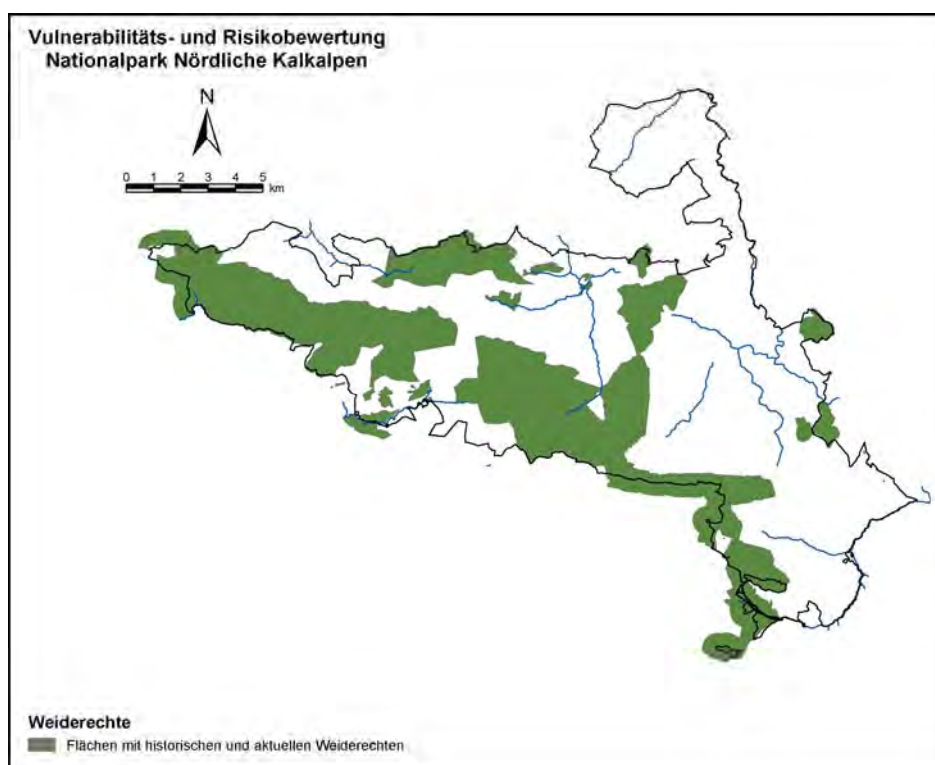 Vulnerabilitäts- und Risikobewertung
Nationalpark Nördliche Kalkalpen
N
0 1 2 3 4 5
km
Weiderechte
Flächen mit historischen und aktuellen Weiderechten